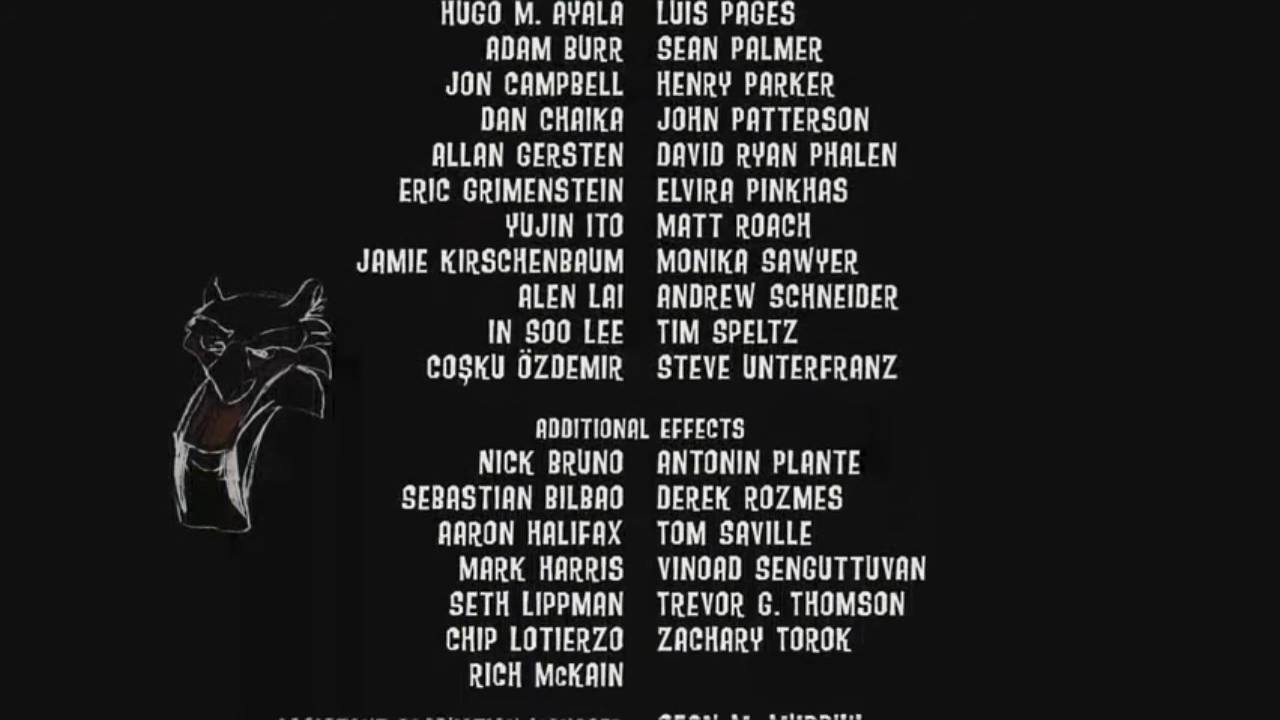 HUGO M. AYALA LUIS PAGES
ADAM BURR SEAN PALMER
JON CAMPBELL HENRY PARKER
DAN CHAIKA JOHN PATTERSON
ALLAN GERSTEN DAVID RYAN PHALEN
ERIC GRIMENSTEIN ELVIRA PINKHAS
YUJIN ITO MATT ROACH
JAMIE KIRSCHENBAUM MONIKA SAWYER
ALEN LAI ANDREW SCHNEIDER
IN SOO LEE TIM SPELTZ
COŞKU ÖZDEMIR STEVE UNTERFRANZ
ADDITIONAL EFFECTS
NICK BRUNO ANTONIN PLANTE
SEBASTIAN BILBAO DEREK ROZMES
AARON HALIFAX TOM SAVILLE
MARK HARRIS VINOAD SENGUTTUVAN
SETH LIPPMAN TREVOR G. THOMSON
CHIP LOTIERZO ZACHARY TOROK
RICH McKAIN